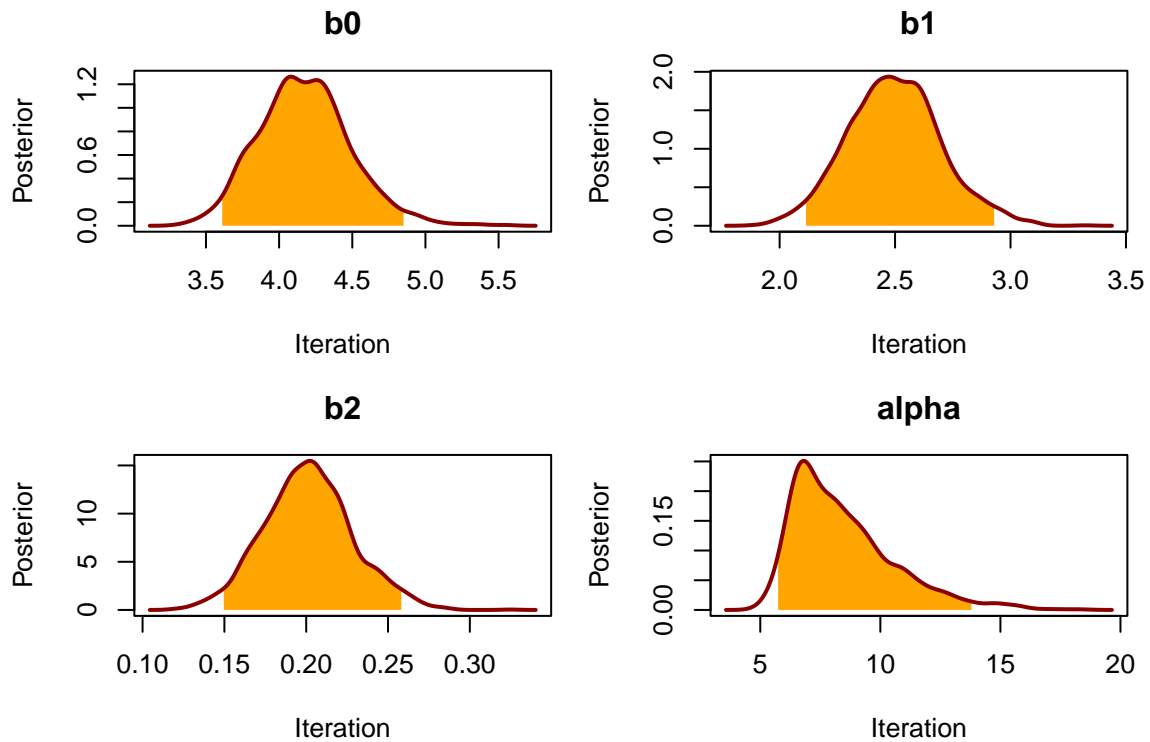 b0
Posterior
0.0 0.6 1.2
3.5 4.0 4.5 5.0 5.5
Iteration
b1
Posterior
0.0 1.0 2.0
2.0 2.5 3.0 3.5
Iteration
b2
Posterior
0 5 10
0.10 0.15 0.20 0.25 0.30
Iteration
alpha
Posterior
0.00 0.15
5 10 15 20
Iteration